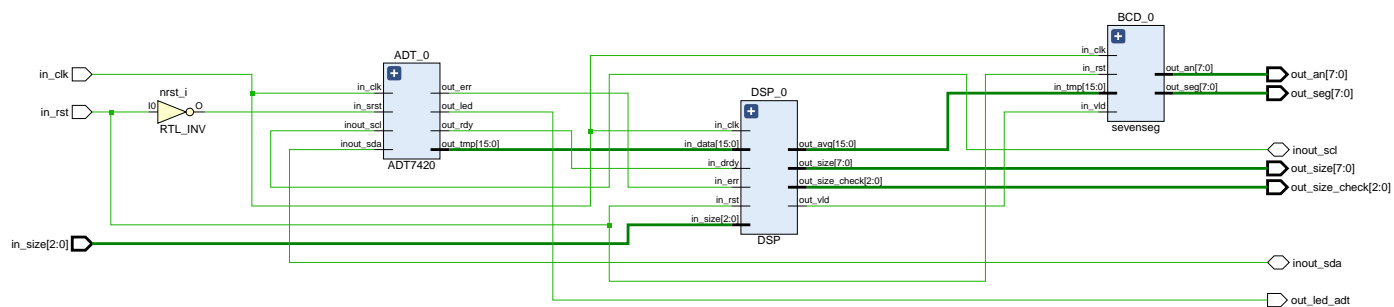 BCD_0
in_clk
in_rst
in_tmp[15:0]
in_vld
out_an[7:0]
out_seg[7:0]
sevenseg
out_an[7:0]
out_seg[7:0]
ADT_0
in_clk
in_srst
inout_scl
inout_sda
out_err
out_led
out_rdy
out_tmp[15:0]
ADT7420
in_clk
in_rst
nrst_i
I0
O
RTL_INV
DSP_0
in_clk
in_data[15:0]
in_drdy
in_err
in_rst
in_size[2:0]
out_avg[15:0]
out_size[7:0]
out_size_check[2:0]
out_vld
DSP
inout_scl
out_size[7:0]
out_size_check[2:0]
in_size[2:0]
inout_sda
out_led_adt